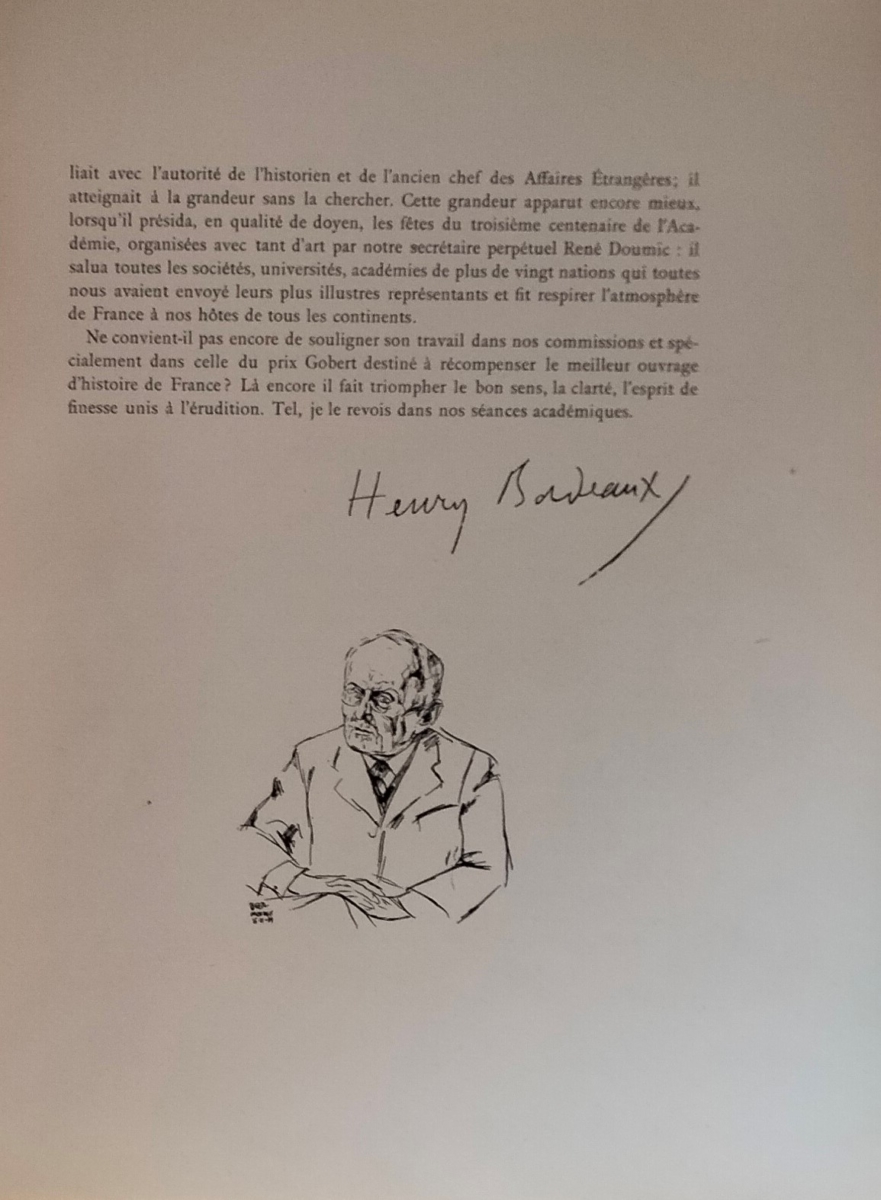 liait avec l'autorité de l'historien et de l'ancien chef des Affaires Étrangères; il
atteignait à la grandeur sans la chercher. Cette grandeur apparut encore mieux,
lorsqu'il présida, en qualité de doyen, les fêtes du troisième centenaire de l'Aca-
démie, organisées avec tant d'art par notre secrétaire perpétuel René Doumic : il
salua toutes les sociétés, universités, académies de plus de vingt nations qui toutes
nous avaient envoyé leurs plus illustres représentants et fit respirer l'atmosphère
de France à nos hôtes de tous les continents.
Ne convient-il pas encore de souligner son travail dans nos commissions et spé-
cialement dans celle du prix Gobert destiné à récompenser le meilleur ouvrage
d'histoire de France? Là encore il fait triompher le bon sens, la clarté, l'esprit de
finesse unis à l'érudition. Tel, je le revois dans nos séances académiques.
Henry Bordeaux